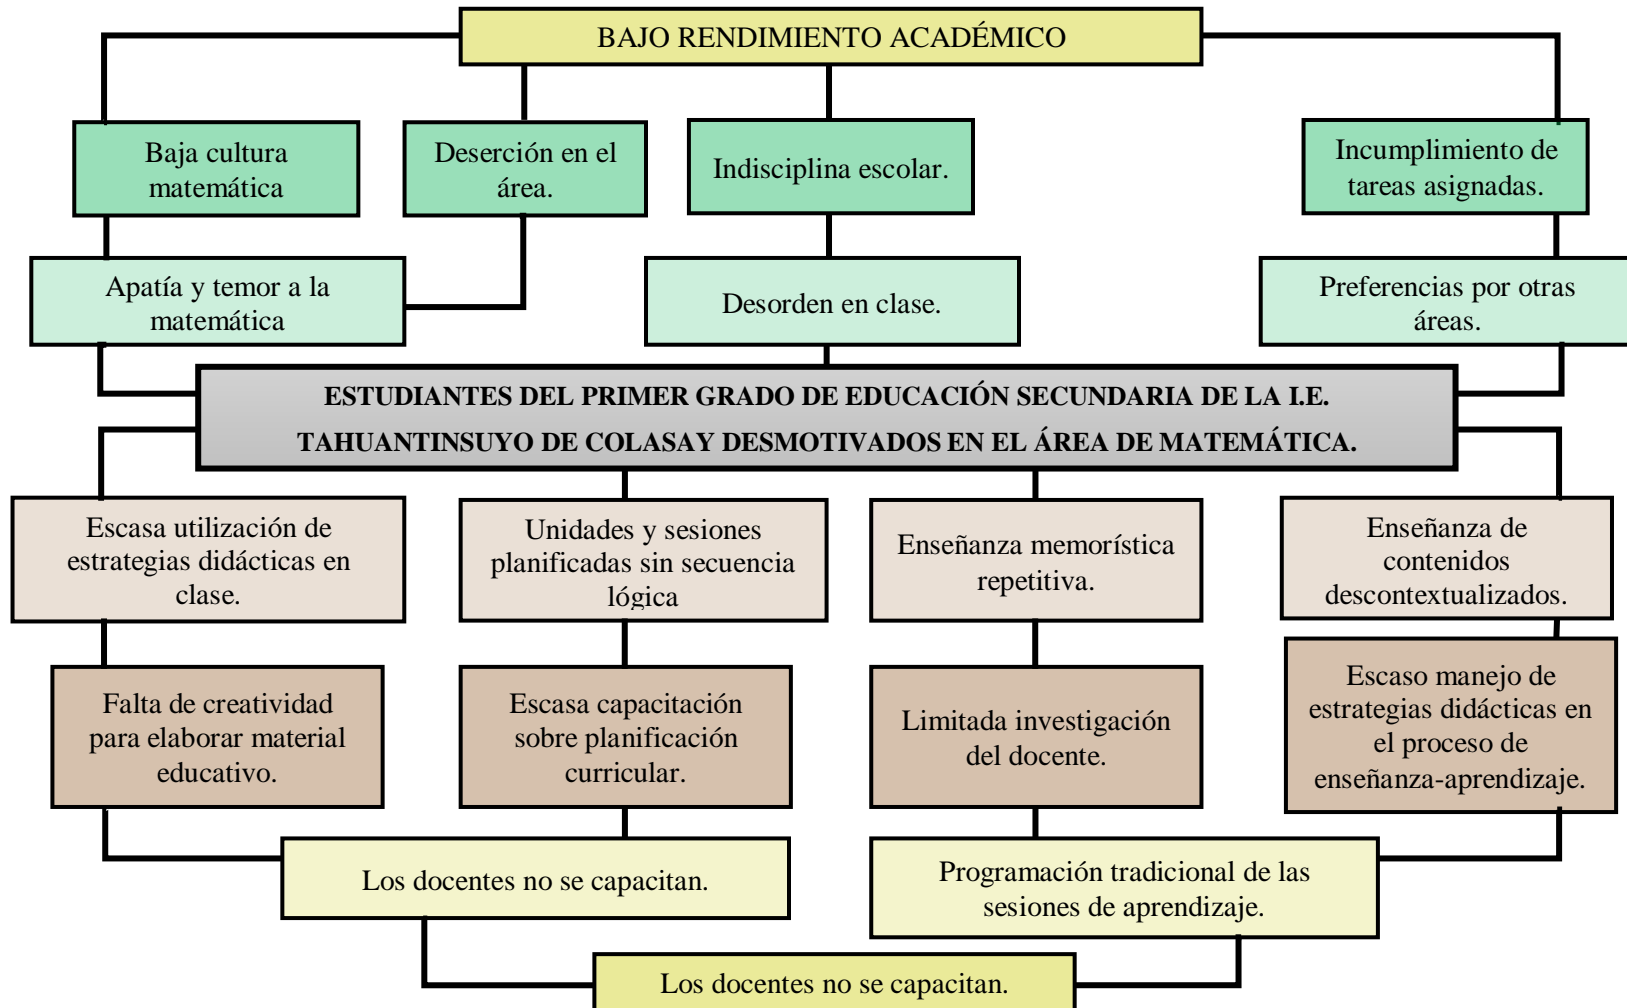 BAJO RENDIMIENTO ACADÉMICO
Baja cultura
matemática
Deserción en el
área.
Indisciplina escolar.
Incumplimiento de
tareas asignadas.
Apatía y temor a la
matemática
Desorden en clase.
Preferencias por otras
áreas.
ESTUDIANTES DEL PRIMER GRADO DE EDUCACIÓN SECUNDARIA DE LA I.E.
TAHUANTINSUYO DE COLASAY DESMOTIVADOS EN EL ÁREA DE MATEMÁTICA.
Escasa utilización de
estrategias didácticas en
clase.
Unidades y sesiones
planificadas sin secuencia
lógica
Enseñanza memorística
repetitiva.
Enseñanza de
contenidos
descontextualizados.
Falta de creatividad
para elaborar material
educativo.
Escasa capacitación
sobre planificación
curricular.
Limitada investigación
del docente.
Escaso manejo de
estrategias didácticas en
el proceso de
enseñanza-aprendizaje.
Los docentes no se capacitan.
Programación tradicional de las
sesiones de aprendizaje.
Los docentes no se capacitan.